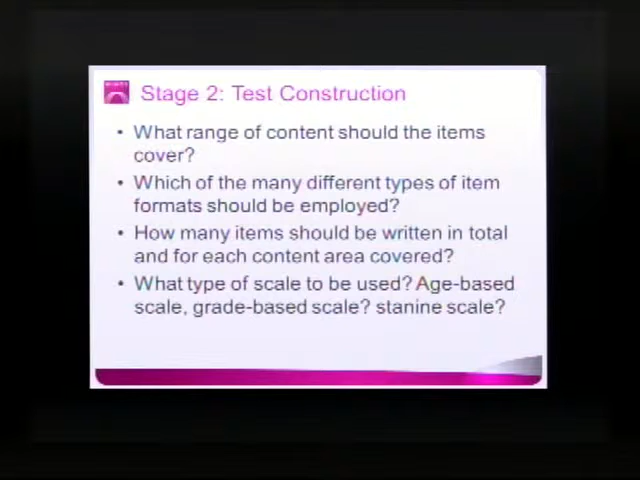 Stage 2: Test Construction
• What range of content should the items
cover?
• Which of the many different types of item
formats should be employed?
• How many items should be written in total
and for each content area covered?
• What type of scale to be used? Age-based
scale, grade-based scale? stanine scale?